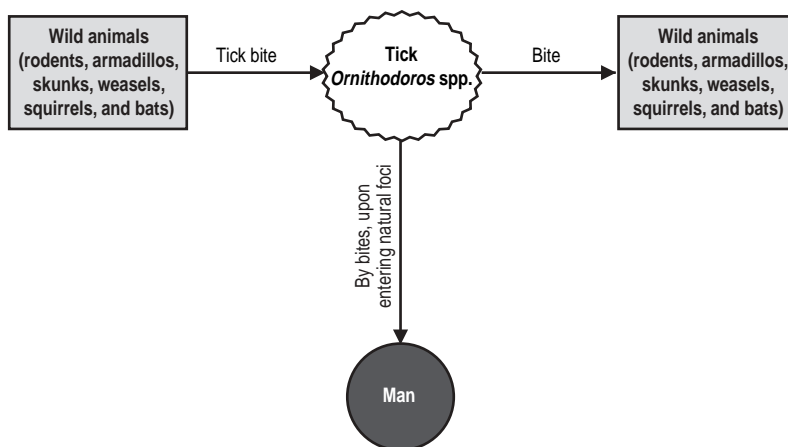 Wild animals
(rodents, armadillos,
skunks, weasels,
squirrels, and bats)
Tick bite
Tick
Ornithodoros spp.
Bite
Wild animals
(rodents, armadillos,
skunks, weasels,
squirrels, and bats)
By bites, upon
entering natural foci
Man